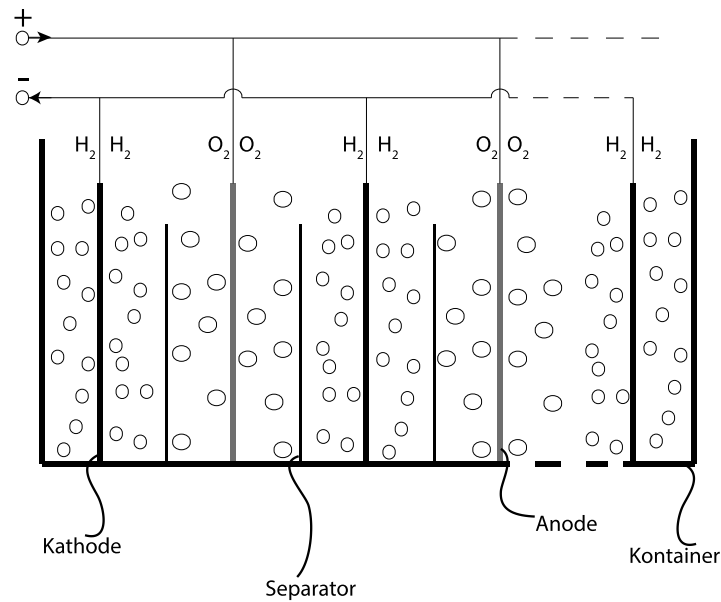 +
-
H2 H2 O2 O2 H2 H2 O2 O2 H2 H2
Kathode
Separator
Anode
Kontainer